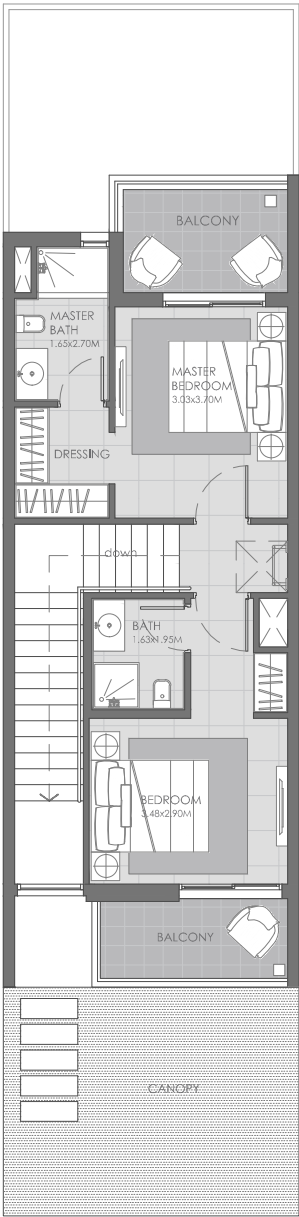 BALCONY
MASTER
BATH
1.65x2.70M
MASTER
BEDROOM
3.03x3.70M
DRESSING
down
BATH
1.63x1.95M
BEDROOM
3.48x2.90M
BALCONY
CANOPY